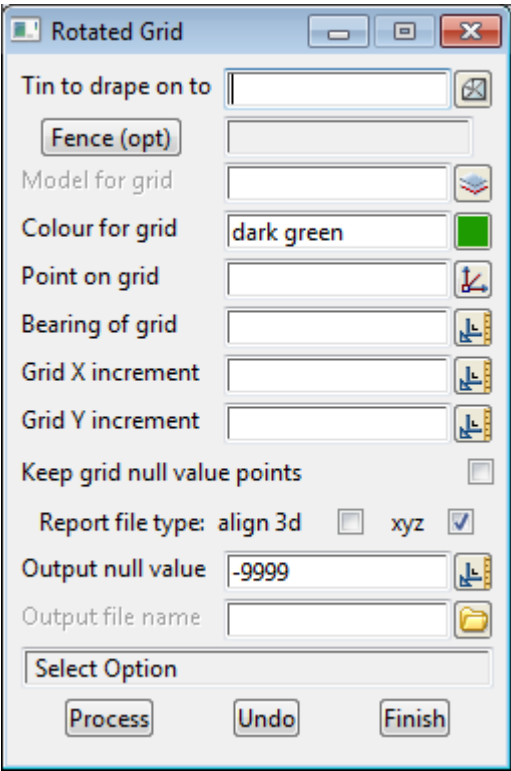 Rotated Grid
Tin to drape on to
Fence (opt)
Model for grid
Colour for grid dark green
Point on grid
Bearing of grid
Grid X increment
Grid Y increment
Keep grid null value points
Report file type: align 3d xyz
Output null value -9999
Output file name
Select Option
Process Undo Finish